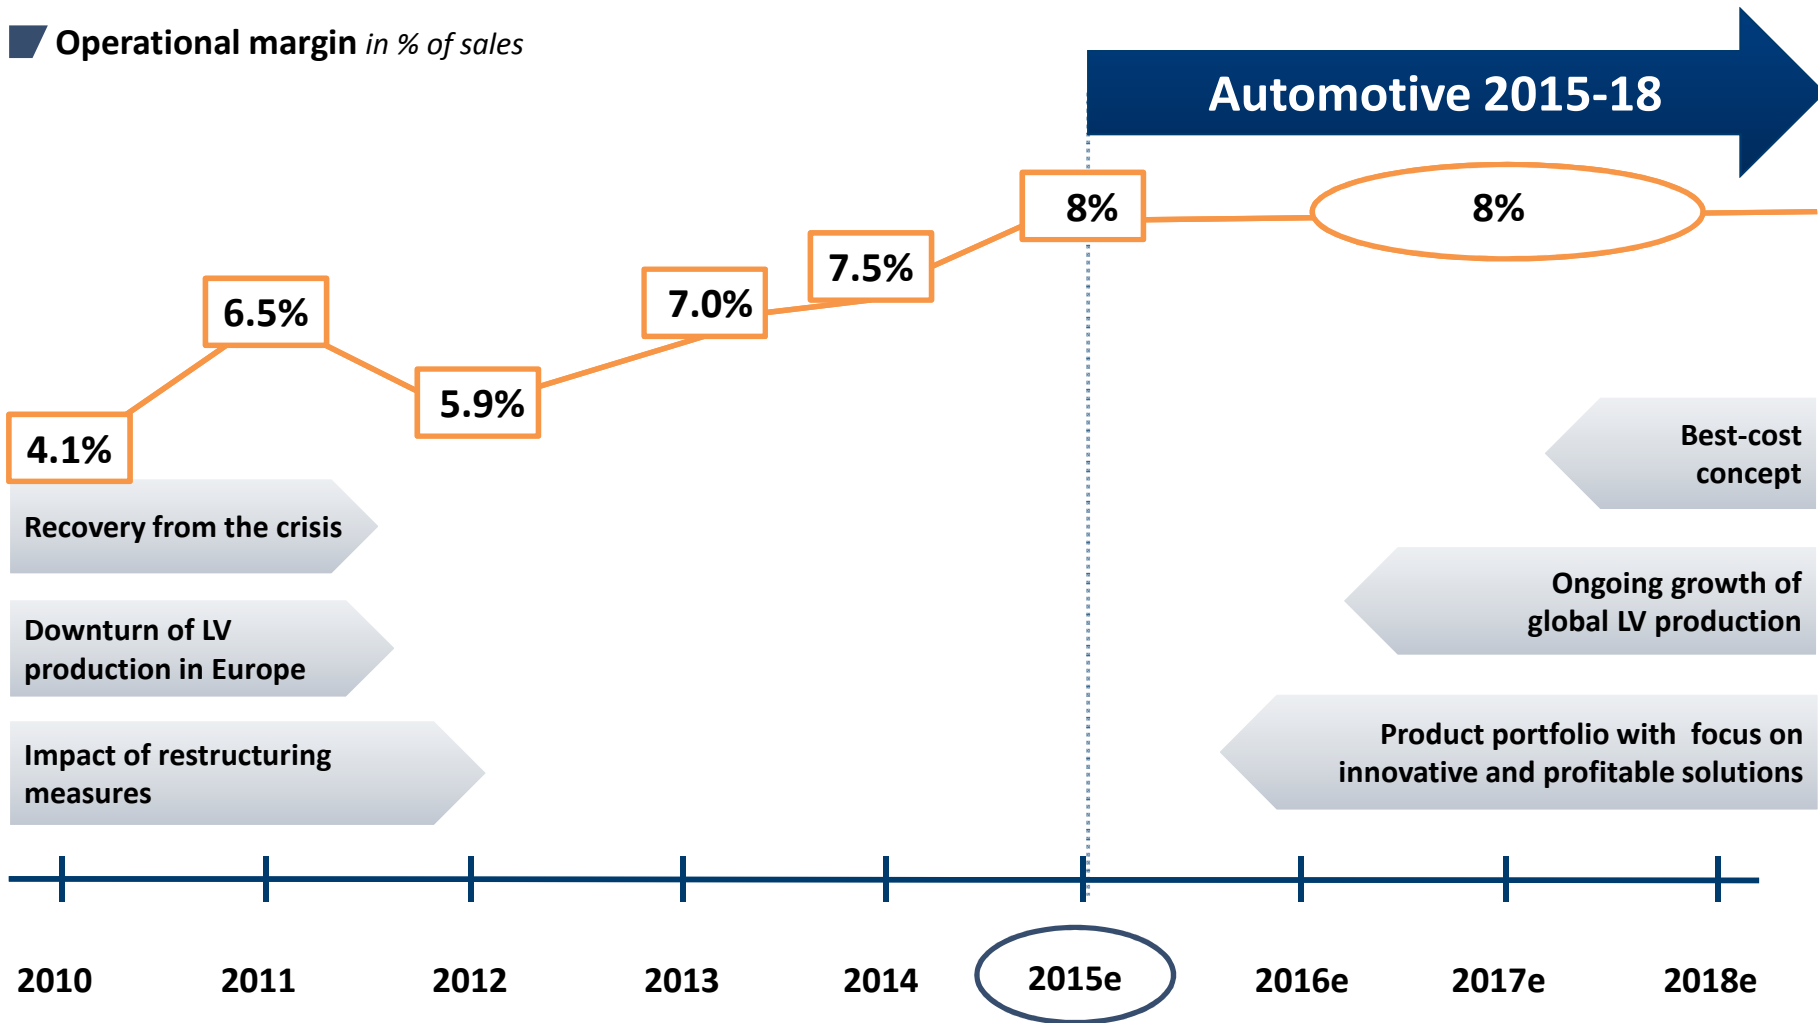 Operational margin in % of sales
Automotive 2015-18
8%
8%
7.5%
7.0%
6.5%
5.9%
4.1%
Recovery from the crisis
Downturn of LV
production in Europe
Impact of restructuring
measures
Best-cost
concept
Ongoing growth of
global LV production
Product portfolio with focus on
innovative and profitable solutions
2010 2011 2012 2013 2014 2015e 2016e 2017e 2018e